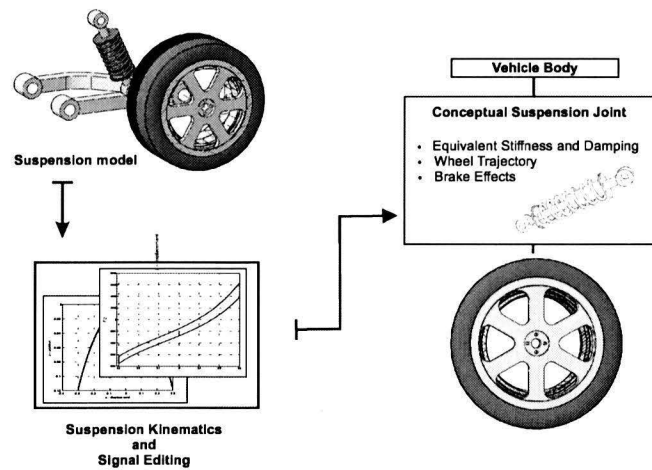 Suspension model
Suspension Kinematics
and
Signal Editing
Vehicle Body
Conceptual Suspension Joint
• Equivalent Stiffness and Damping
• Wheel Trajectory
• Brake Effects